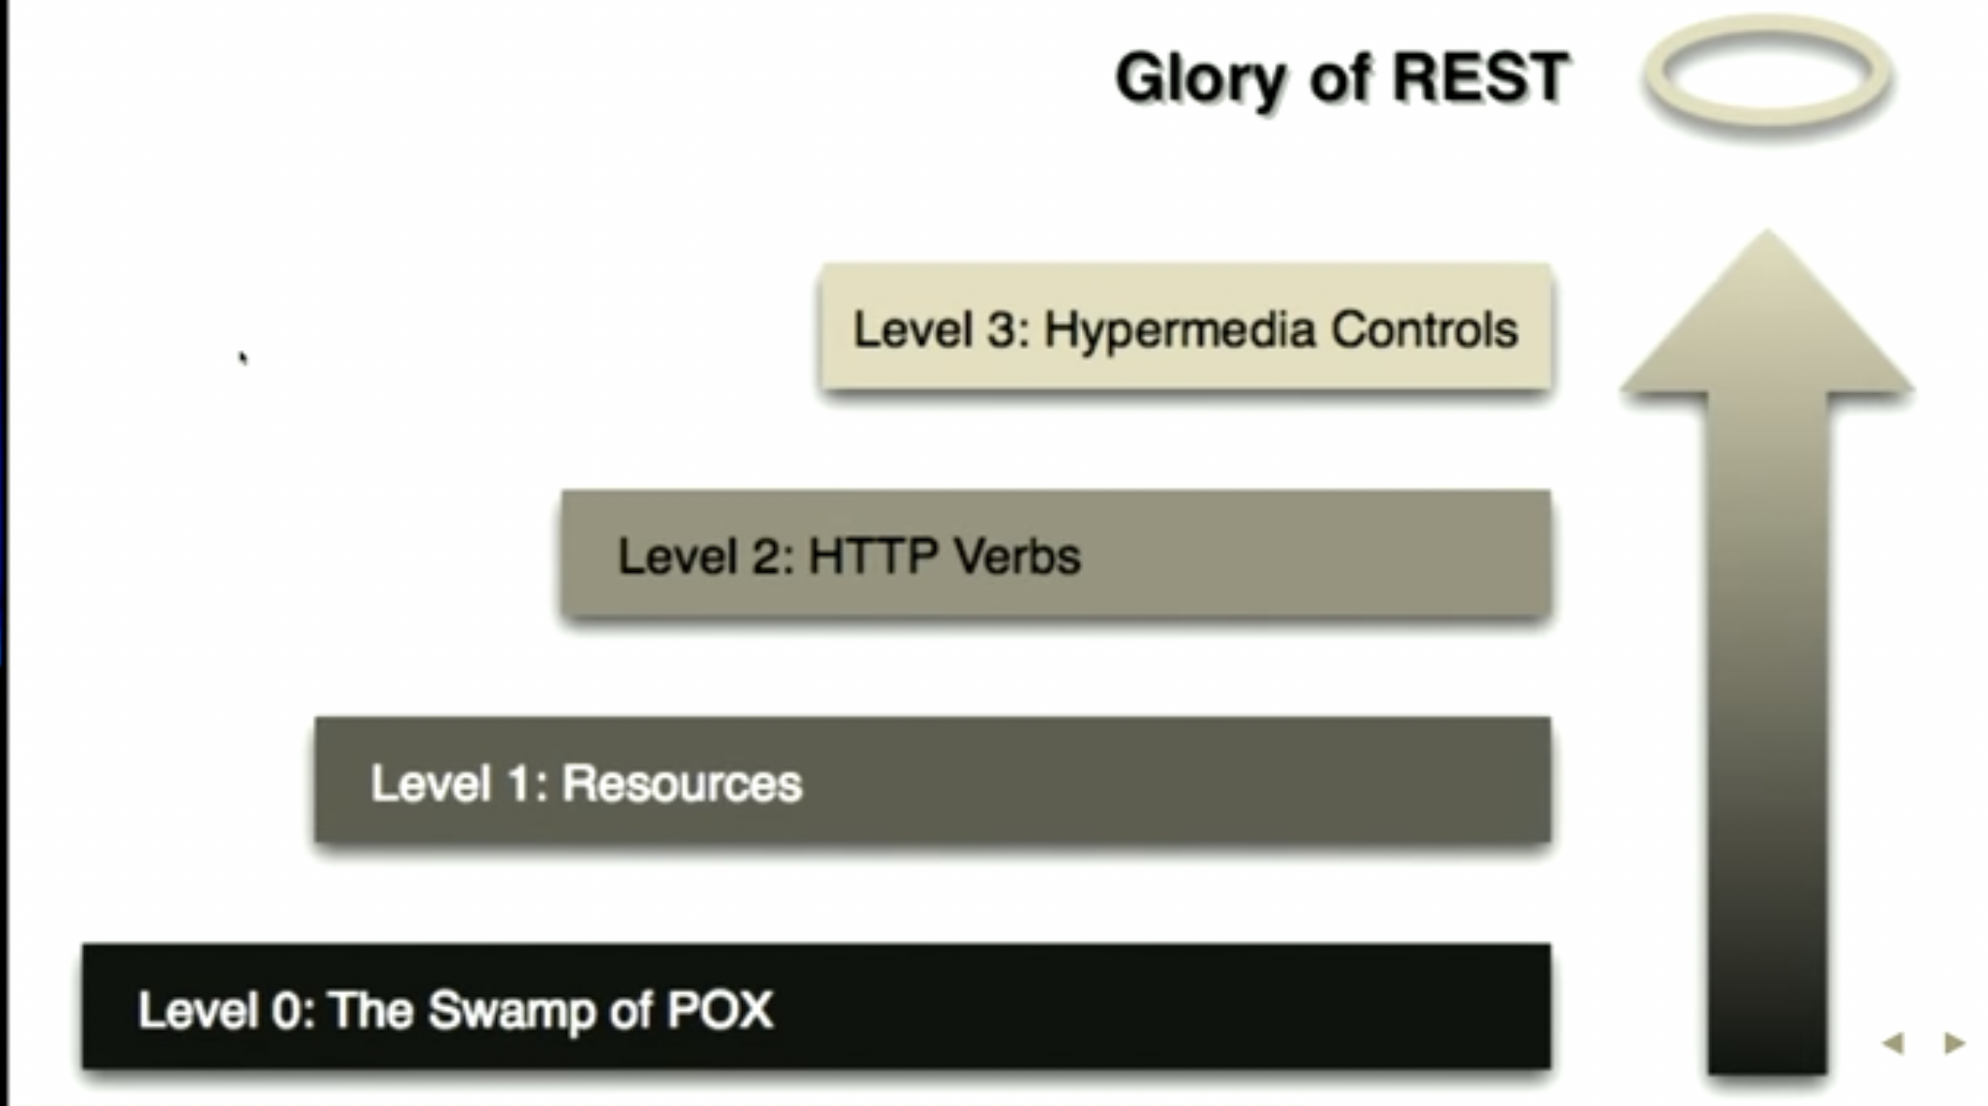 Glory of REST
Level 3: Hypermedia Controls
Level 2: HTTP Verbs
Level 1: Resources
Level 0: The Swamp of POX